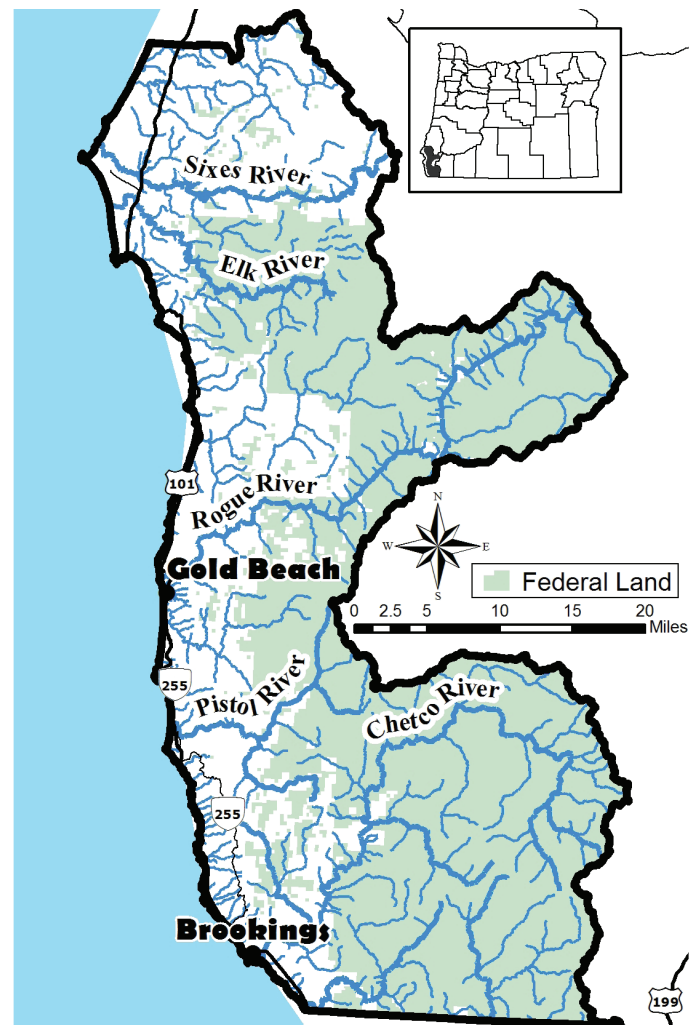 Sixes River
Elk River
101
Rogue River
N
W E
S
Gold Beach
Federal Land
0 2.5 5 10 15 20
Miles
255
Pistol River
Chetco River
255
Brookings
199